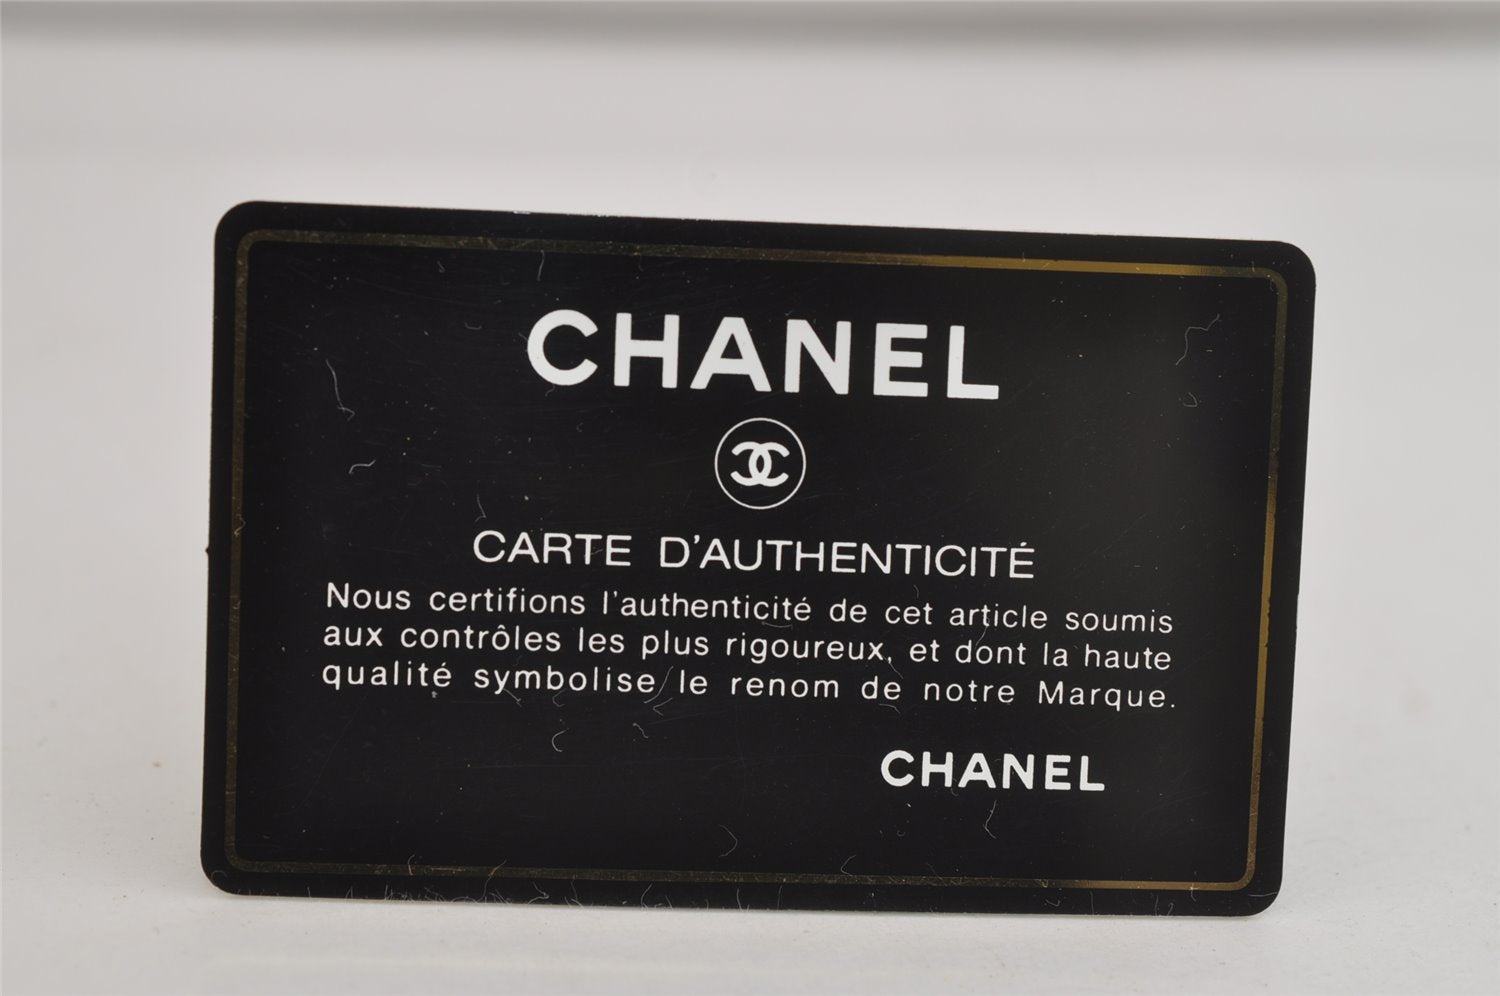 CHANEL
CARTE D'AUTHENTICITÉ
Nous certifions l'authenticité de cet article soumis
aux contrôles les plus rigoureux, et dont la haute
qualité symbolise le renom de notre Marque.
CHANEL